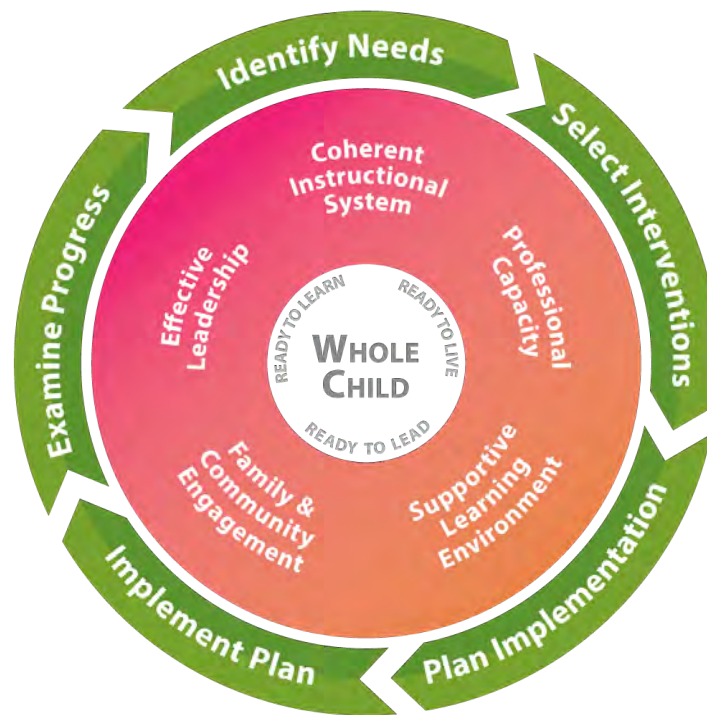 Identify Needs
Select Interventions
Plan Implementation
Implement Plan
Examine Progress
Coherent
Instructional
System
Professional
Capacity
Supportive
Learning
Environment
Family &
Community
Engagement
Effective
Leadership
READY TO LEARN
READY TO LIVE
READY TO LEAD
WHOLE
CHILD